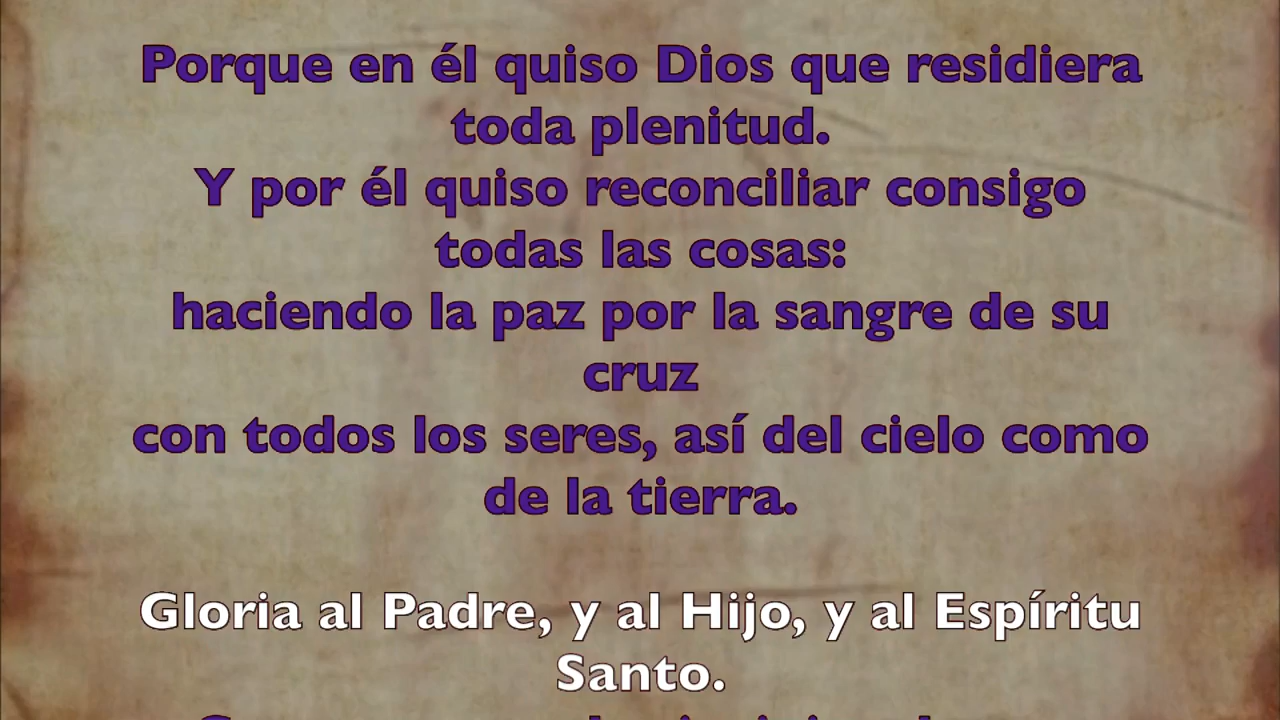 Porque en él quiso Dios que residiera
toda plenitud.
Y por él quiso reconciliar consigo
todas las cosas:
haciendo la paz por la sangre de su
cruz
con todos los seres, así del cielo como
de la tierra.
Gloria al Padre, y al Hijo, y al Espíritu
Santo.